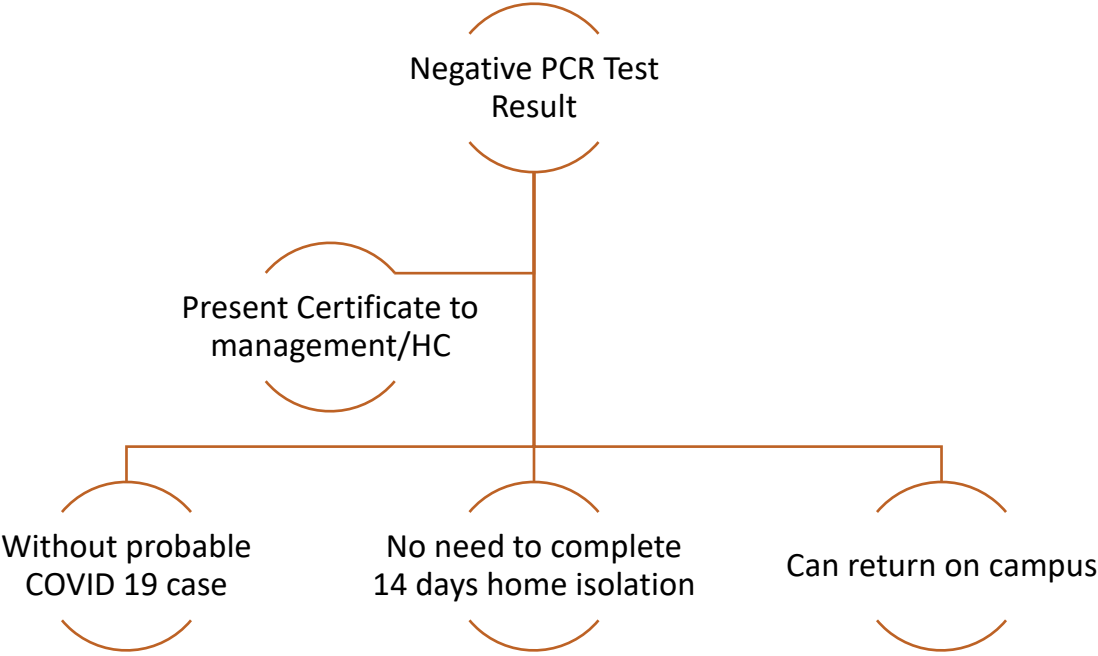 Negative PCR Test
Result
Present Certificate to
management/HC
Without probable
COVID 19 case
No need to complete
14 days home isolation
Can return on campus